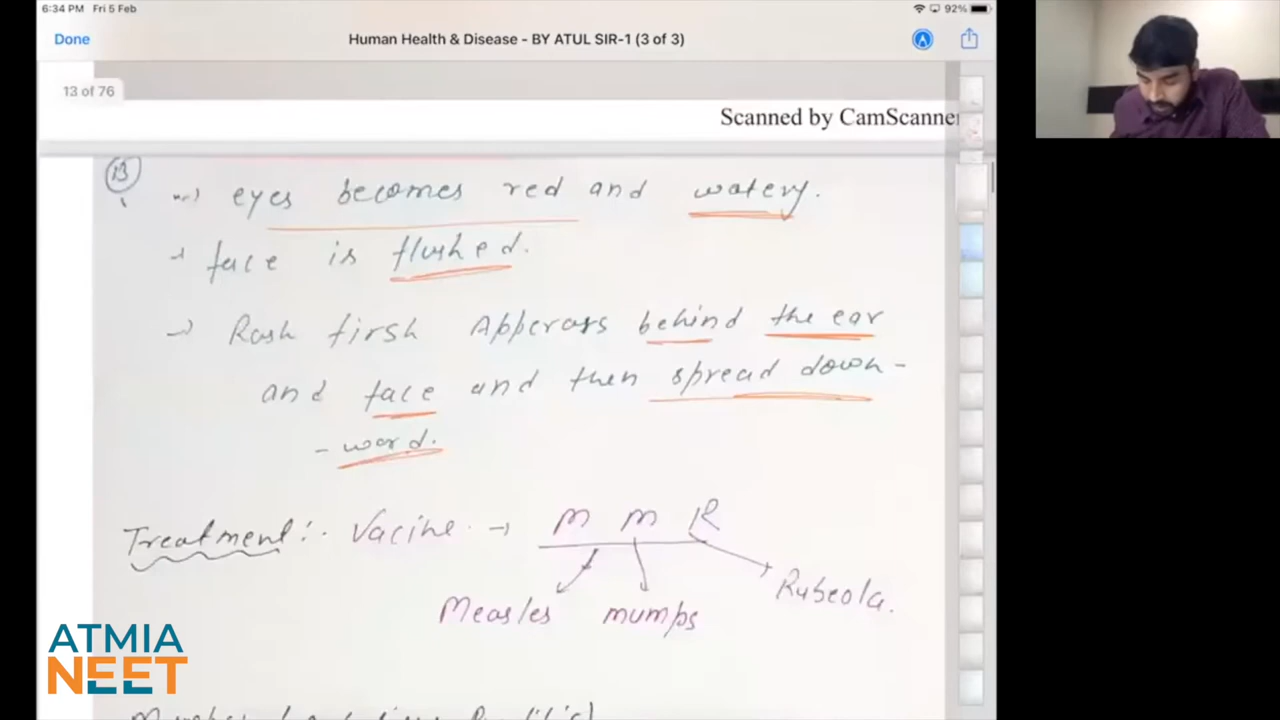 6:34 PM Fri 5 Feb
92%
Done
Human Health & Disease - BY ATUL SIR-1 (3 of 3)
13 of 76
Scanned by CamScanner
13
eyes becomes red and watery.
face is flushed.
Rash firsh Apperars behind the ear
and face and then spread down-
-word.
Treatment:. Vacine. → M M R
Measles mumps Rubeola.
ATMIA
NEET